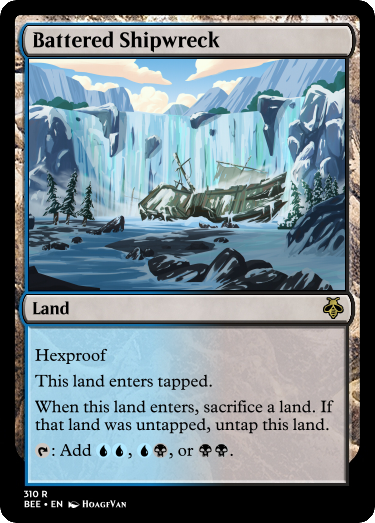 Battered Shipwreck
Land
Hexproof
This land enters tapped.
When this land enters, sacrifice a land. If
that land was untapped, untap this land.
: Add , , or .
310 R
BEE • EN HoagfVan